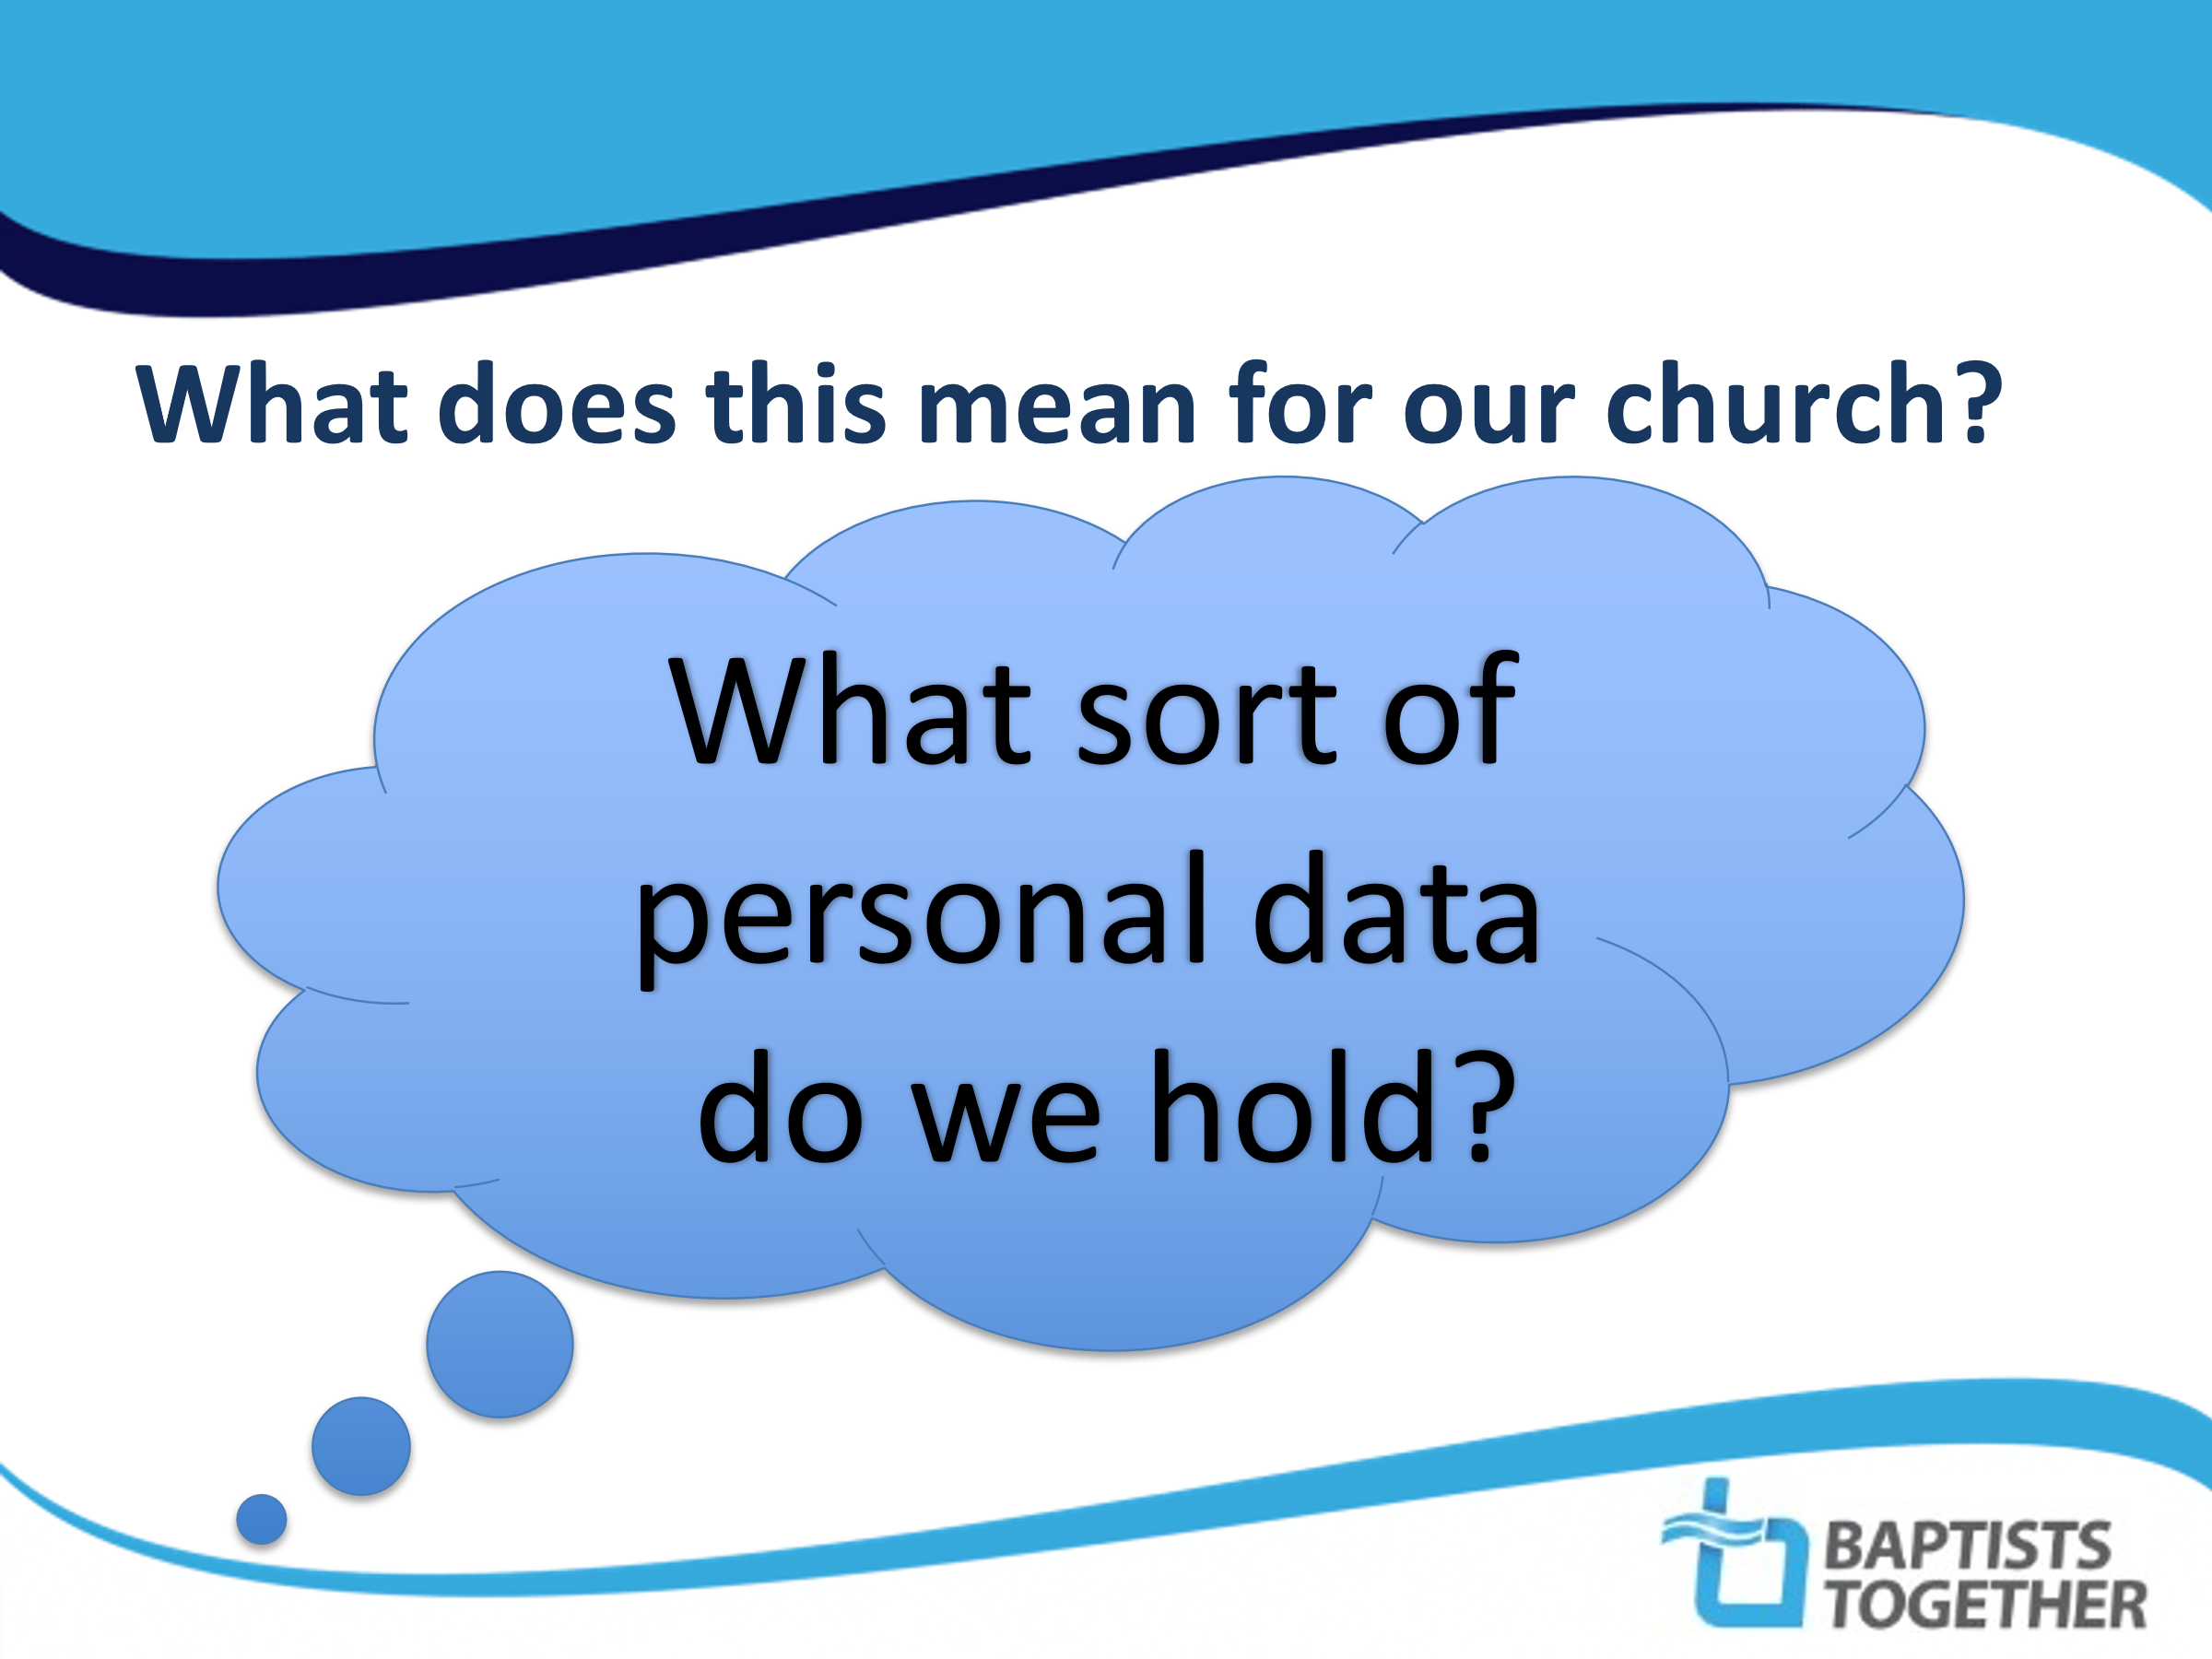 What does this mean for our church?
What sort of
personal data
do we hold?
BAPTISTS
TOGETHER